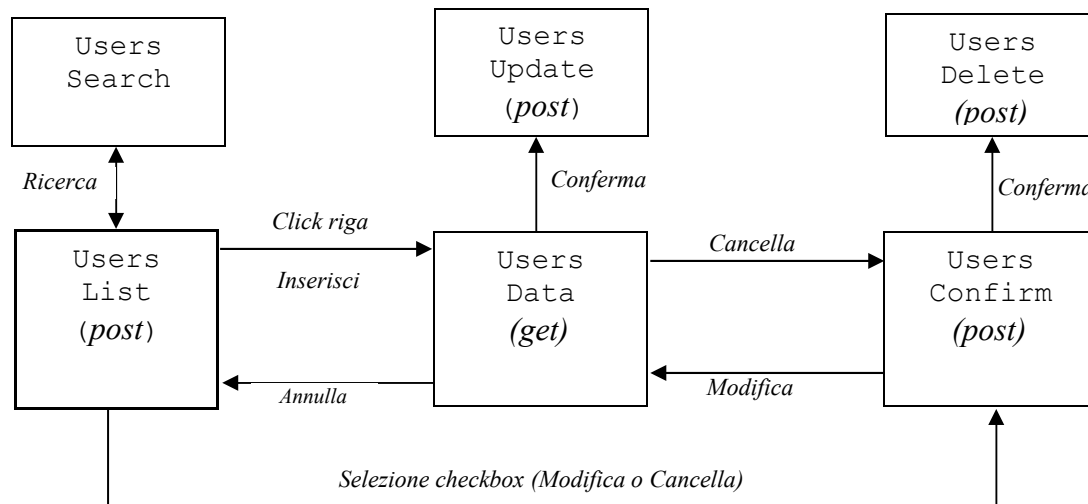 Users
Search
Users
Update
(post)
Users
Delete
(post)
Ricerca
Conferma
Conferma
Users
List
(post)
Click riga
Inserisci
Annulla
Users
Data
(get)
Cancella
Modifica
Users
Confirm
(post)
Selezione checkbox (Modifica o Cancella)